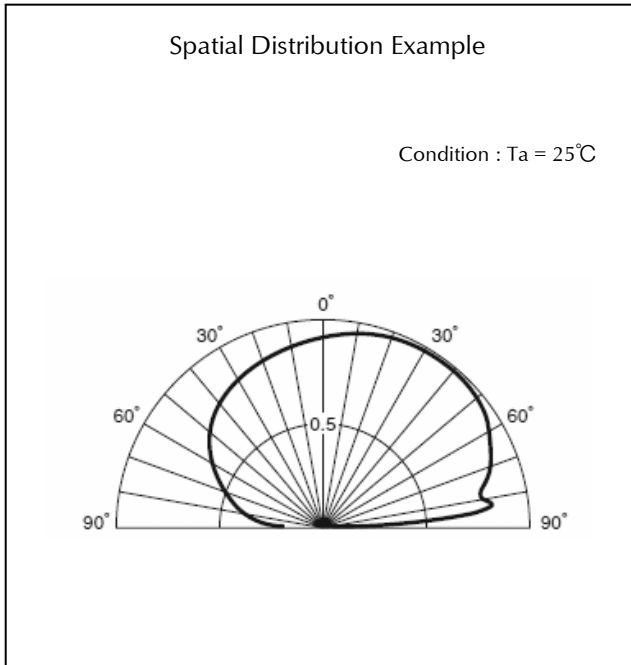 Spatial Distribution Example
Condition : Ta = 25℃
0°
30° 30°
60° 0.5 60°
90° 90°